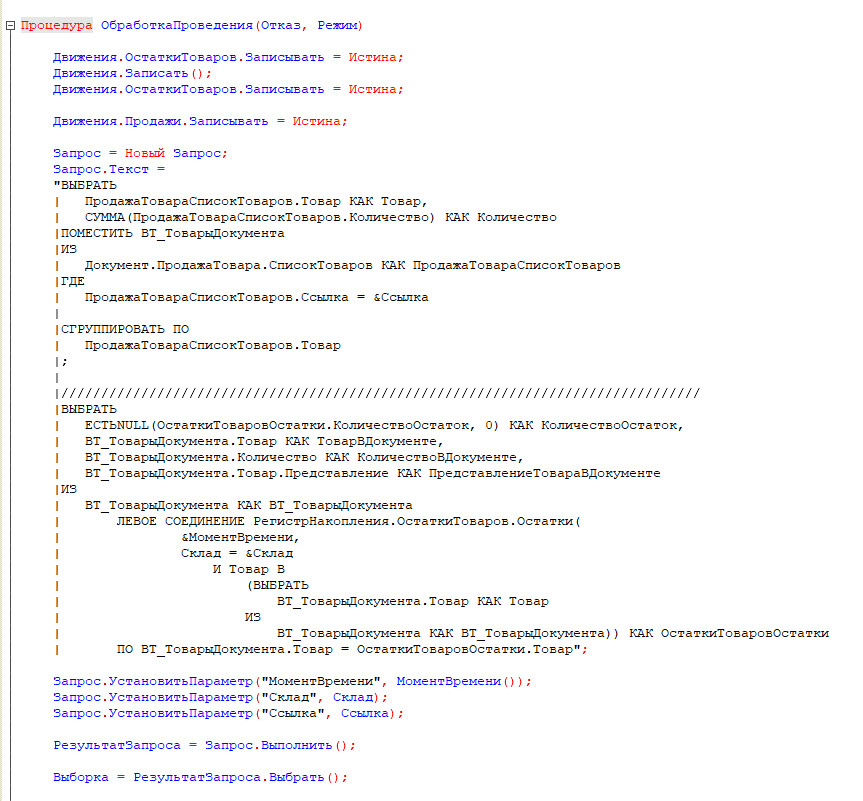 Процедура ОбработкаПроведения(Отказ, Режим)
Движения.ОстаткиТоваров.Записывать = Истина;
Движения.Записать();
Движения.ОстаткиТоваров.Записывать = Истина;
Движения.Продажи.Записывать = Истина;
Запрос = Новый Запрос;
Запрос.Текст =
"ВЫБРАТЬ
|   ПродажаТовараСписокТоваров.Товар КАК Товар,
|   СУММА(ПродажаТовараСписокТоваров.Количество) КАК Количество
|ПОМЕСТИТЬ ВТ_ТоварыДокумента
|ИЗ
|   Документ.ПродажаТовара.СписокТоваров КАК ПродажаТовараСписокТоваров
|ГДЕ
|   ПродажаТовараСписокТоваров.Ссылка = &Ссылка
|
|СГРУППИРОВАТЬ ПО
|   ПродажаТовараСписокТоваров.Товар
|;
|
|////////////////////////////////////////////////////////////////////////////////
|ВЫБРАТЬ
|   ЕСТЬNULL(ОстаткиТоваровОстатки.КоличествоОстаток, 0) КАК КоличествоОстаток,
|   ВТ_ТоварыДокумента.Товар КАК ТоварВДокументе,
|   ВТ_ТоварыДокумента.Количество КАК КоличествоВДокументе,
|   ВТ_ТоварыДокумента.Товар.Представление КАК ПредставлениеТовараВДокументе
|ИЗ
|   ВТ_ТоварыДокумента КАК ВТ_ТоварыДокумента
|       ЛЕВОЕ СОЕДИНЕНИЕ РегистрНакопления.ОстаткиТоваров.Остатки(
|               &МоментВремени,
|               Склад = &Склад
|                   И Товар В
|                       (ВЫБРАТЬ
|                           ВТ_ТоварыДокумента.Товар КАК Товар
|                       ИЗ
|                           ВТ_ТоварыДокумента КАК ВТ_ТоварыДокумента)) КАК ОстаткиТоваровОстатки
|       ПО ВТ_ТоварыДокумента.Товар = ОстаткиТоваровОстатки.Товар";
Запрос.УстановитьПараметр("МоментВремени", МоментВремени());
Запрос.УстановитьПараметр("Склад", Склад);
Запрос.УстановитьПараметр("Ссылка", Ссылка);
РезультатЗапроса = Запрос.Выполнить();
Выборка = РезультатЗапроса.Выбрать();